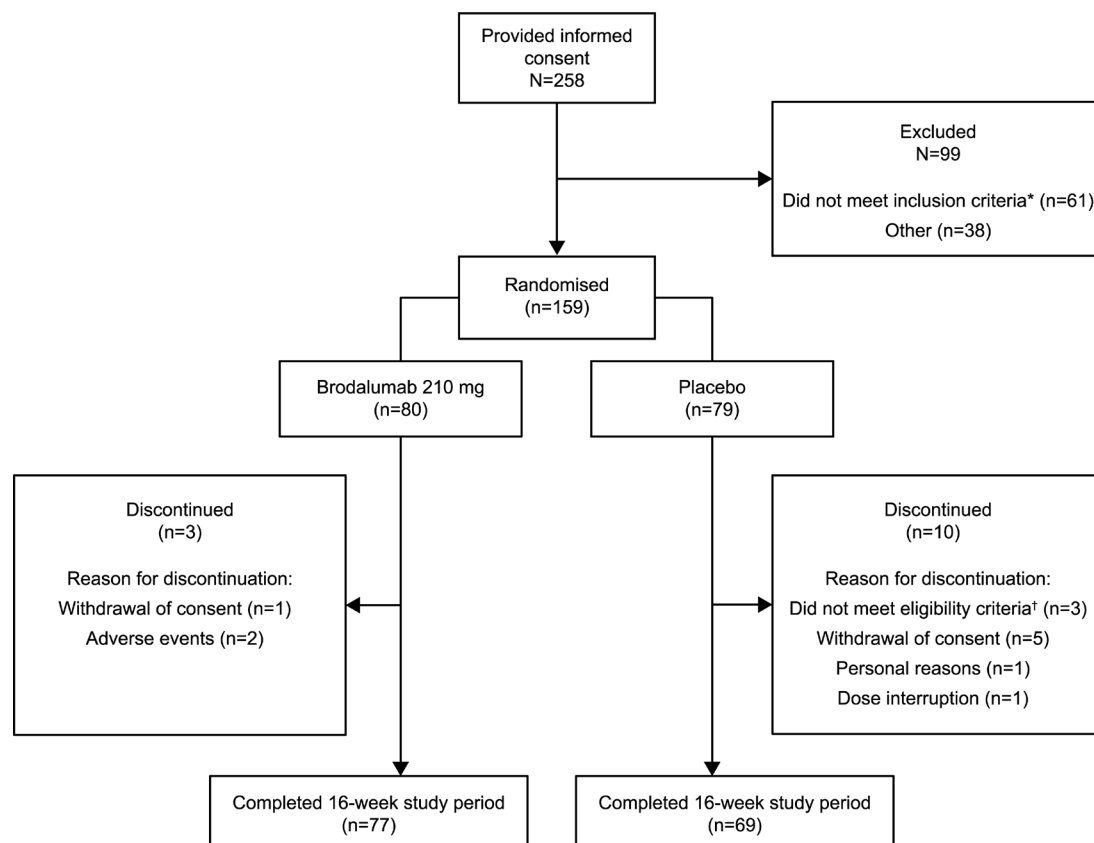 Provided informed
consent
N=258
Excluded
N=99
Did not meet inclusion criteria* (n=61)
Other (n=38)
Randomised
(n=159)
Brodalumab 210 mg
(n=80)
Placebo
(n=79)
Discontinued
(n=3)
Reason for discontinuation:
Withdrawal of consent (n=1)
Adverse events (n=2)
Discontinued
(n=10)
Reason for discontinuation:
Did not meet eligibility criteria† (n=3)
Withdrawal of consent (n=5)
Personal reasons (n=1)
Dose interruption (n=1)
Completed 16-week study period
(n=77)
Completed 16-week study period
(n=69)